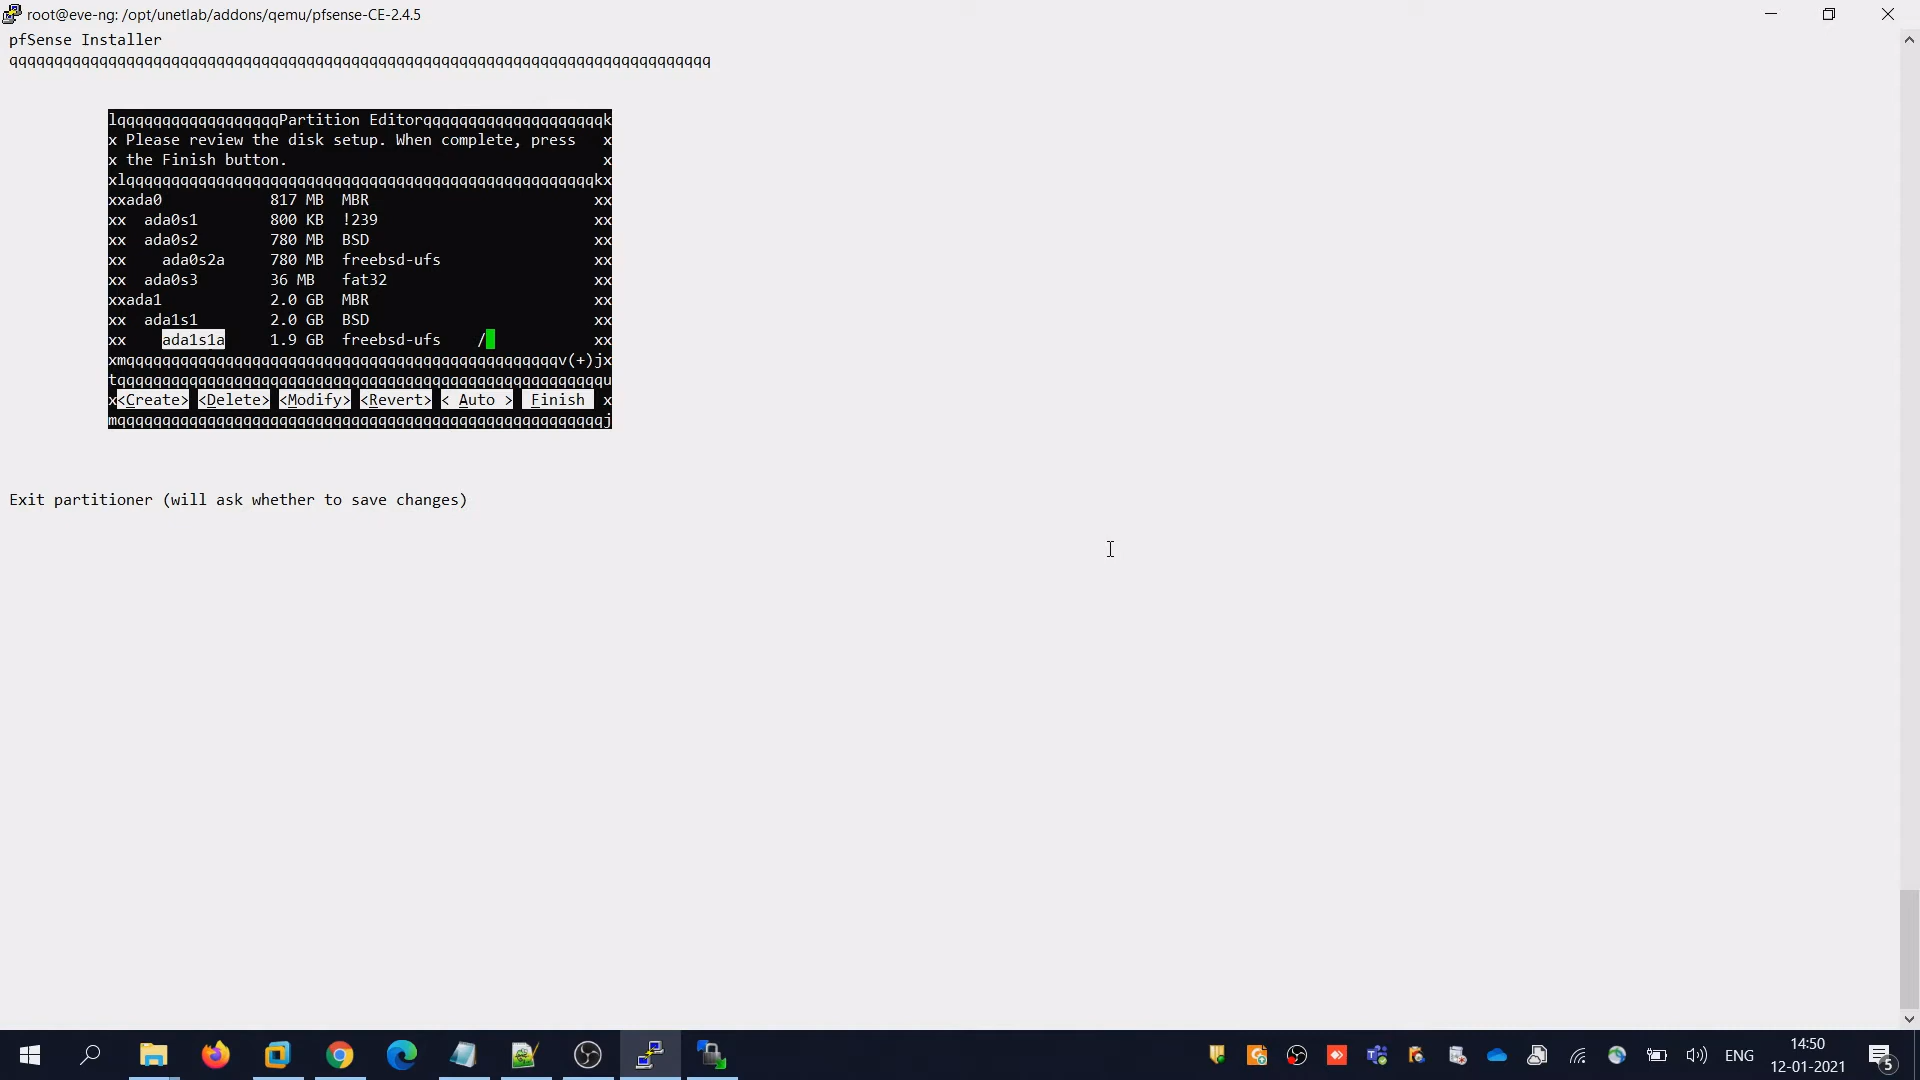 root@eve-ng: /opt/unetlab/addons/qemu/pfsense-CE-2.4.5
pfSense Installer
qqqqqqqqqqqqqqqqqqqqqqqqqqqqqqqqqqqqqqqqqqqqqqqqqqqqqqqqqqqqqqqqqqqqqqqqqqqqqq
lqqqqqqqqqqqqqqqqqqPartition Editorqqqqqqqqqqqqqqqqqqqqk
x Please review the disk setup. When complete, press x
x the Finish button. x
xlqqqqqqqqqqqqqqqqqqqqqqqqqqqqqqqqqqqqqqqqqqqqqqqqqqqqkx
xxada0 817 MB MBR xx
xx ada0s1 800 KB !239 xx
xx ada0s2 780 MB BSD xx
xx ada0s2a 780 MB freebsd-ufs xx
xx ada0s3 36 MB fat32 xx
xxada1 2.0 GB MBR xx
xx ada1s1 2.0 GB BSD xx
xx ada1s1a 1.9 GB freebsd-ufs / xx
xmqqqqqqqqqqqqqqqqqqqqqqqqqqqqqqqqqqqqqqqqqqqqqqqqv(+)jx
tqqqqqqqqqqqqqqqqqqqqqqqqqqqqqqqqqqqqqqqqqqqqqqqqqqqqqqu
x<Create> <Delete> <Modify> <Revert> < Auto > Finish x
mqqqqqqqqqqqqqqqqqqqqqqqqqqqqqqqqqqqqqqqqqqqqqqqqqqqqqqj
Exit partitioner (will ask whether to save changes)
ENG
14:50
12-01-2021
5